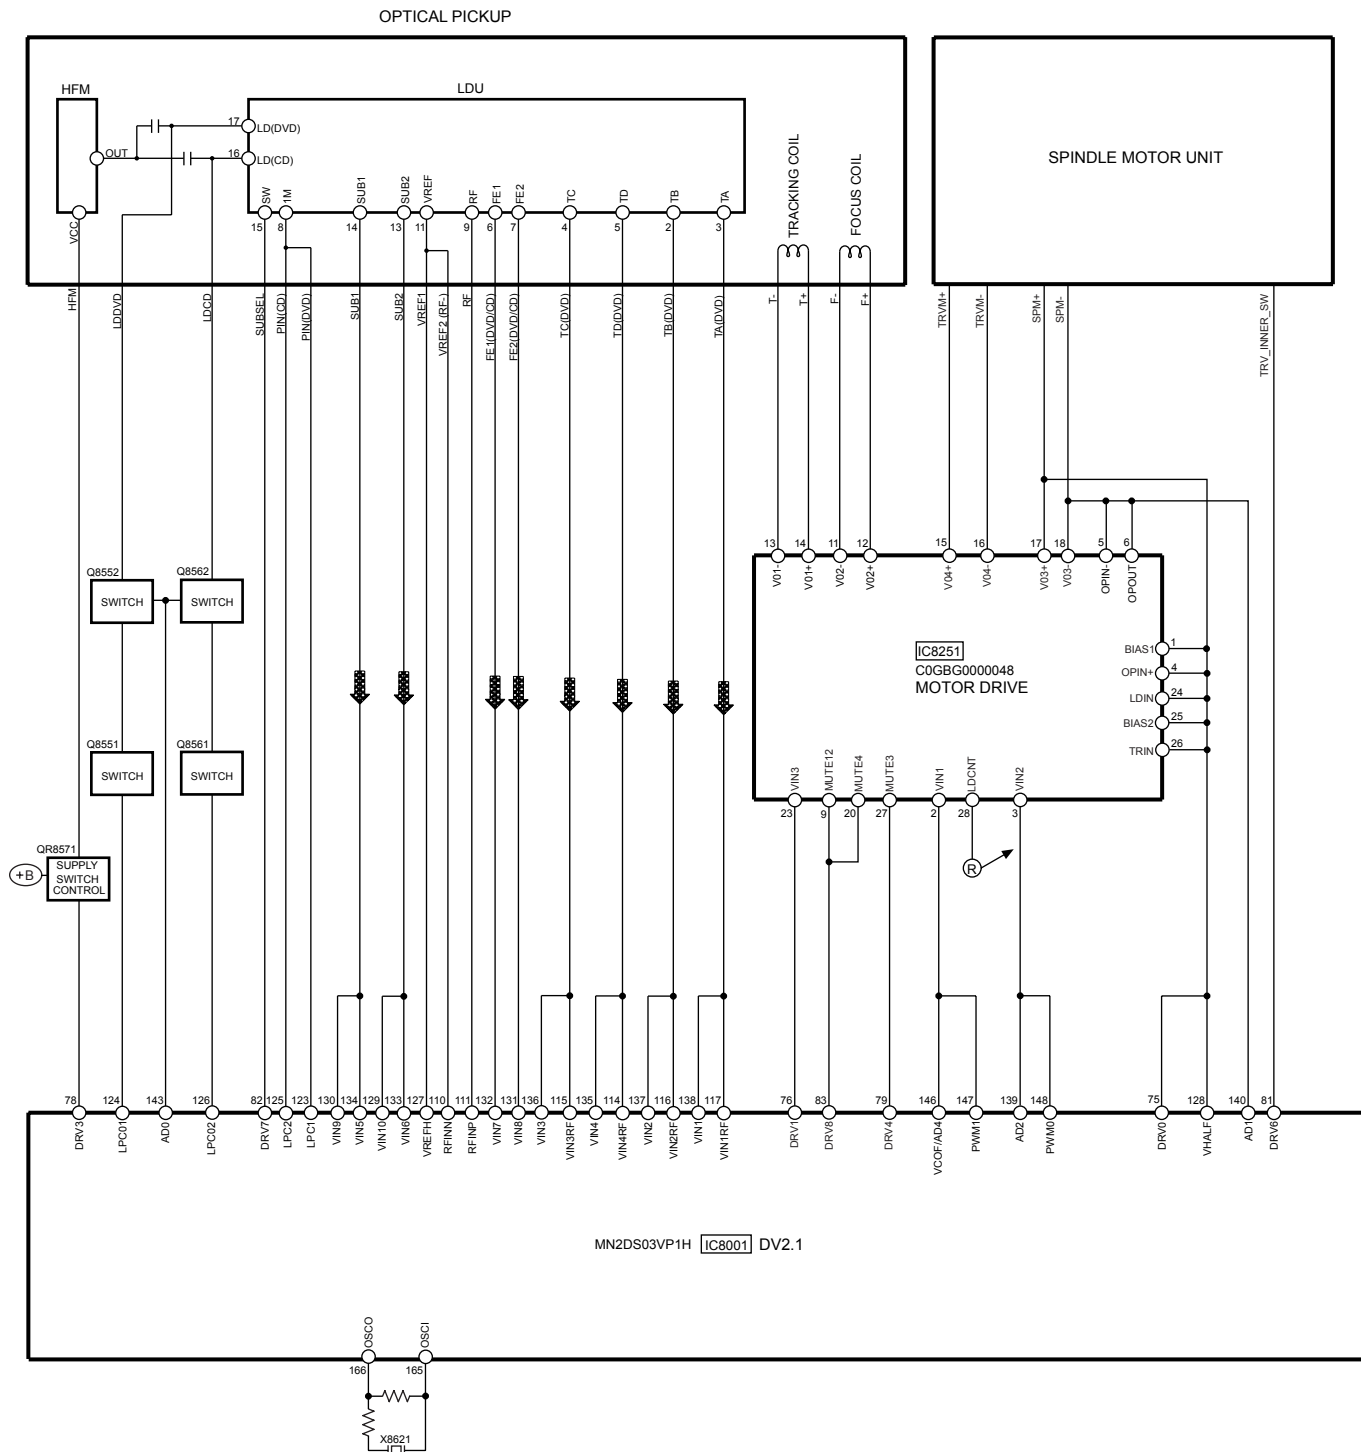 OPTICAL PICKUP
HFM
LDU
17
LD(DVD)
OUT
16
LD(CD)
SPINDLE MOTOR UNIT
VCC
SW
1M
SUB1
SUB2
VREF
RF
FE1
FE2
TC
TD
TB
TA
TRACKING COIL
FOCUS COIL
15
8
14
13
11
9
6
7
4
5
2
3
HFM
LDDVD
LDCD
SUBSEL
PIN(CD)
PIN(DVD)
SUB1
SUB2
VREF1
VREF2 (RF-)
RF
FE1(DVD/CD)
FE2(DVD/CD)
TC(DVD)
TD(DVD)
TB(DVD)
TA(DVD)
T-
T+
F-
F+
TRVM+
TRVM-
SPM+
SPM-
TRV_INNER_SW
13
14
11
12
15
16
17
18
5
6
V01-
V01+
V02-
V02+
V04+
V04-
V03+
V03-
OPIN-
OPOUT
Q8552
SWITCH
Q8562
SWITCH
IC8251
C0GBG0000048
MOTOR DRIVE
BIAS1
1
OPIN+
4
LDIN
24
BIAS2
25
TRIN
26
Q8551
SWITCH
Q8561
SWITCH
VIN3
MUTE12
MUTE4
MUTE3
VIN1
LDCNT
VIN2
23
9
20
27
2
28
3
QR8571
+B
SUPPLY
SWITCH
CONTROL
R
78
124
143
126
82
125
123
130
134
129
133
127
110
111
132
131
136
115
135
114
137
116
138
117
76
83
79
146
147
139
148
75
128
140
81
DRV3
LPC01
AD0
LPC02
DRV7
LPC2
LPC1
VIN9
VIN5
VIN10
VIN6
VREFH
RFINN
RFINP
VIN7
VIN8
VIN3
VIN3RF
VIN4
VIN4RF
VIN2
VIN2RF
VIN1
VIN1RF
DRV1
DRV8
DRV4
VCOF/AD4
PWM1
AD2
PWM0
DRV0
VHALF
AD1
DRV6
MN2DS03VP1H IC8001 DV2.1
OSCO
OSCI
166
165
X8621